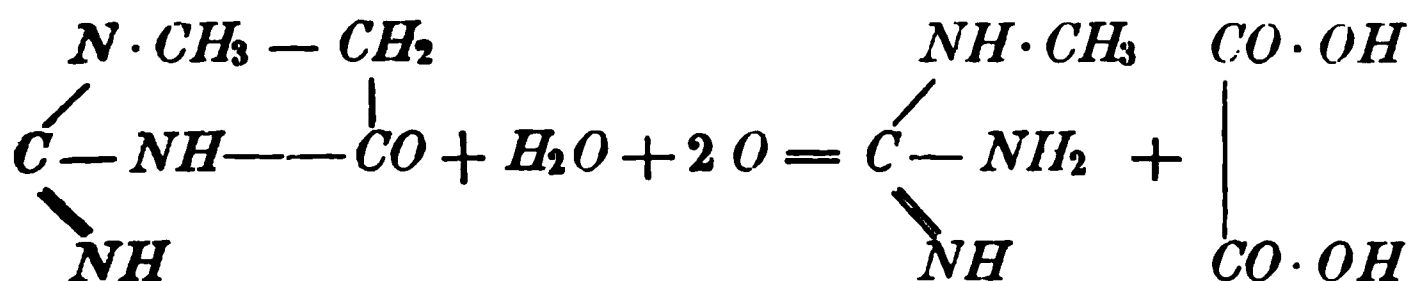 N · CH₃ — CH₂ NH · CH₃ CO · OH
C — NH — — CO + H₂O + 2 O = C — NH₂ +
NH NH CO · OH